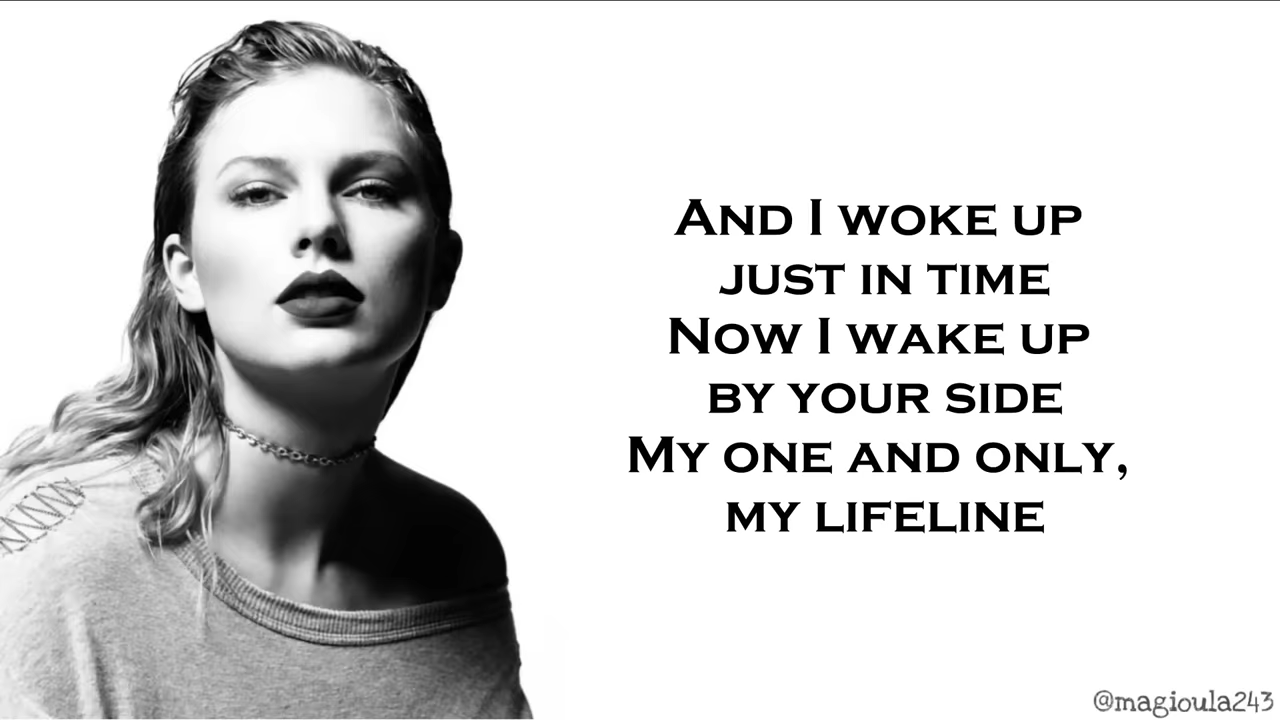 And I woke up
just in time
Now I wake up
by your side
My one and only,
my lifeline
@magioula243